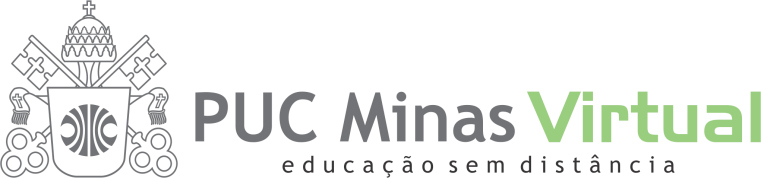 PUC Minas Virtual
educação sem distância